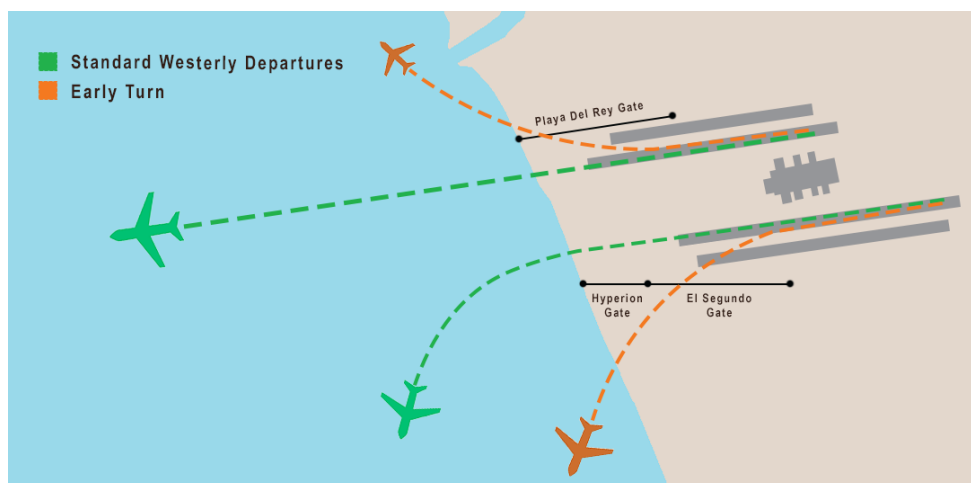 Standard Westerly Departures
Early Turn
Playa Del Rey Gate
Hyperion
Gate
El Segundo
Gate